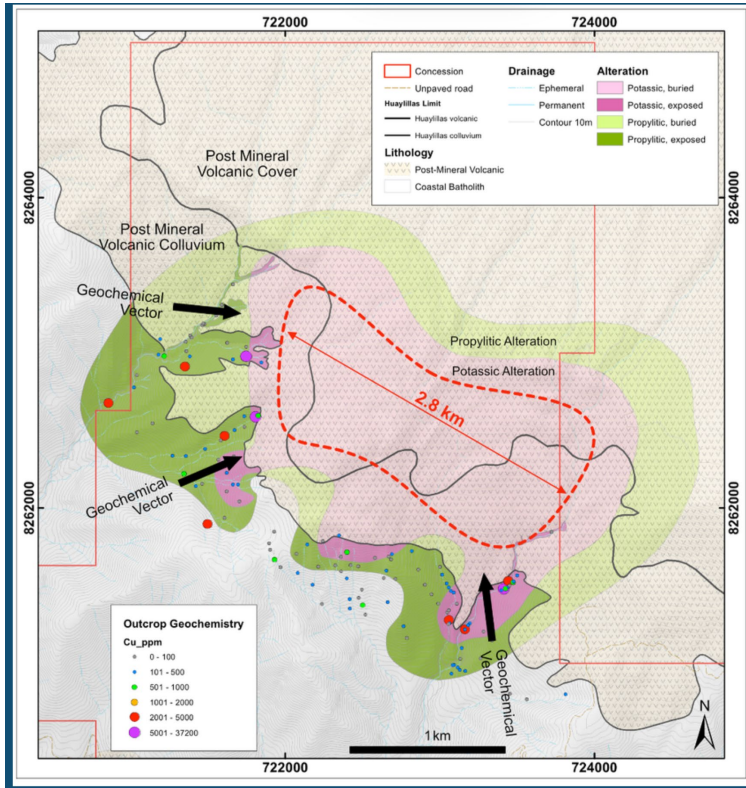 722000
724000
Concession
Unpaved road
Huaylillas Limit
Huaylillas volcanic
Huaylillas colluvium
Lithology
Post-Mineral Volcanic
Coastal Batholith
Drainage
Ephemeral
Permanent
Contour 10m
Alteration
Potassic, buried
Potassic, exposed
Propylitic, buried
Propylitic, exposed
8264000
8264000
Post Mineral
Volcanic Cover
Post Mineral
Volcanic Colluvium
Geochemical
Vector
Propylitic Alteration
Potassic Alteration
2.8 km
Geochemical
Vector
8262000
8262000
Geochemical
Vector
Outcrop Geochemistry
Cu_ppm
0 - 100
101 - 500
501 - 1000
1001 - 2000
2001 - 5000
5001 - 37200
1 km
N
722000
724000